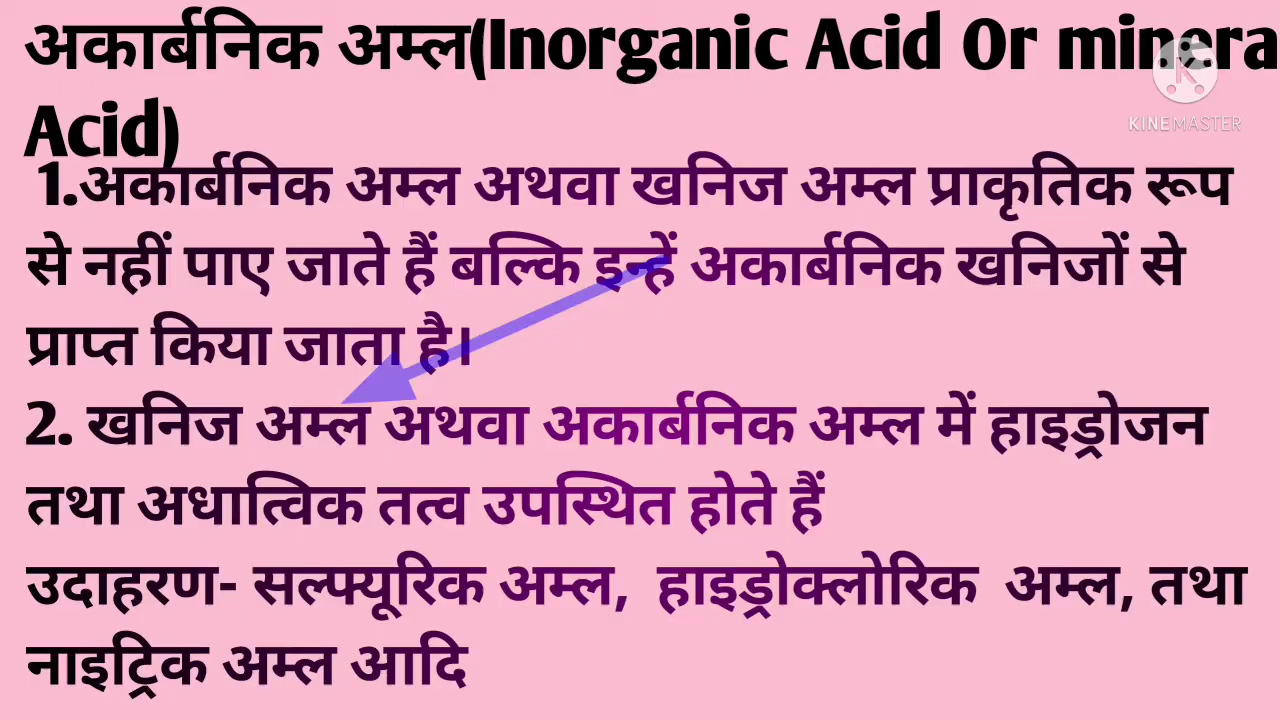 अकार्बनिक अम्ल(Inorganic Acid Or minera
Acid)
1.अकार्बनिक अम्ल अथवा खनिज अम्ल प्राकृतिक रूप
से नहीं पाए जाते हैं बल्कि इन्हें अकार्बनिक खनिजों से
प्राप्त किया जाता है।
2. खनिज अम्ल अथवा अकार्बनिक अम्ल में हाइड्रोजन
तथा अधात्विक तत्व उपस्थित होते हैं
उदाहरण- सल्फ्यूरिक अम्ल, हाइड्रोक्लोरिक अम्ल, तथा
नाइट्रिक अम्ल आदि
K
KINEMASTER